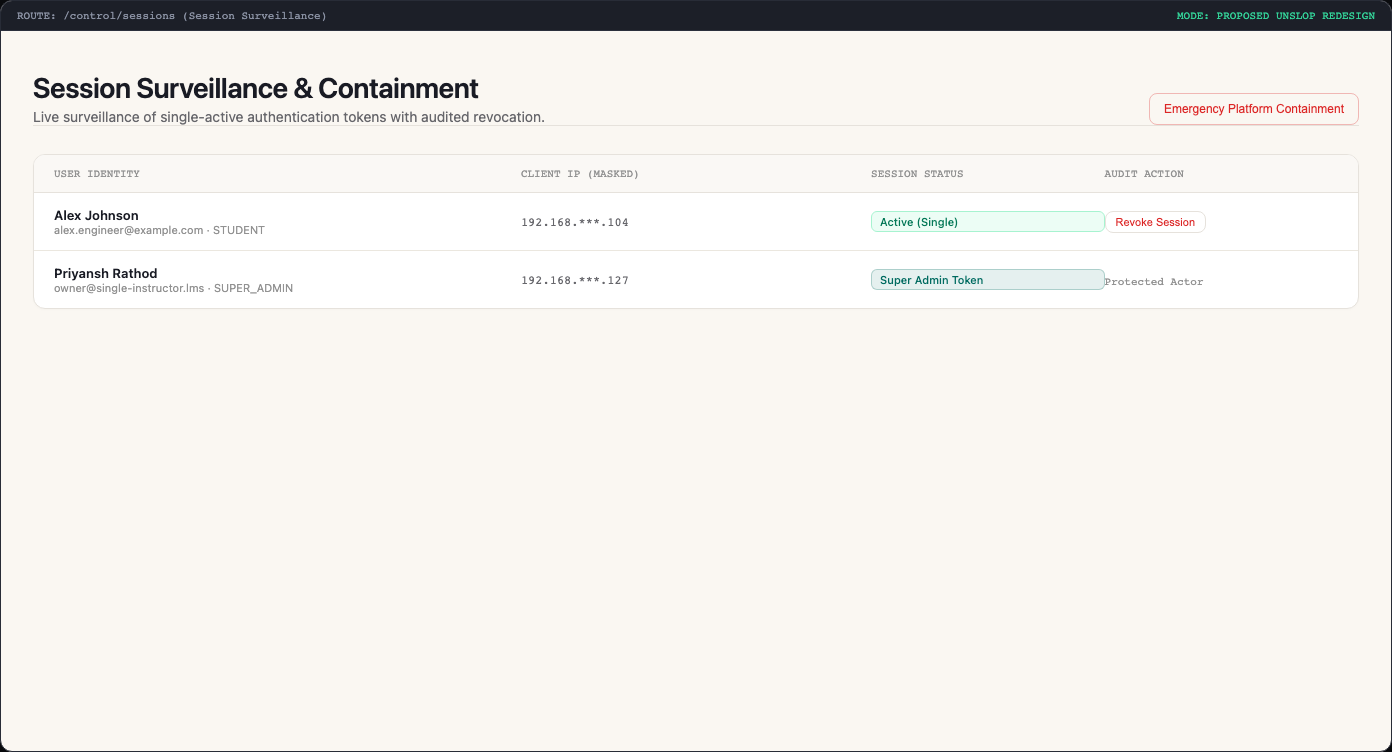 ROUTE: /control/sessions (Session Surveillance)
MODE: PROPOSED UNSLOP REDESIGN
Session Surveillance & Containment
Live surveillance of single-active authentication tokens with audited revocation.
Emergency Platform Containment
USER IDENTITY CLIENT IP (MASKED) SESSION STATUS AUDIT ACTION
Alex Johnson
alex.engineer@example.com · STUDENT
192.168.***.104
Active (Single)
Revoke Session
Priyansh Rathod
owner@single-instructor.lms · SUPER_ADMIN
192.168.***.127
Super Admin Token
Protected Actor